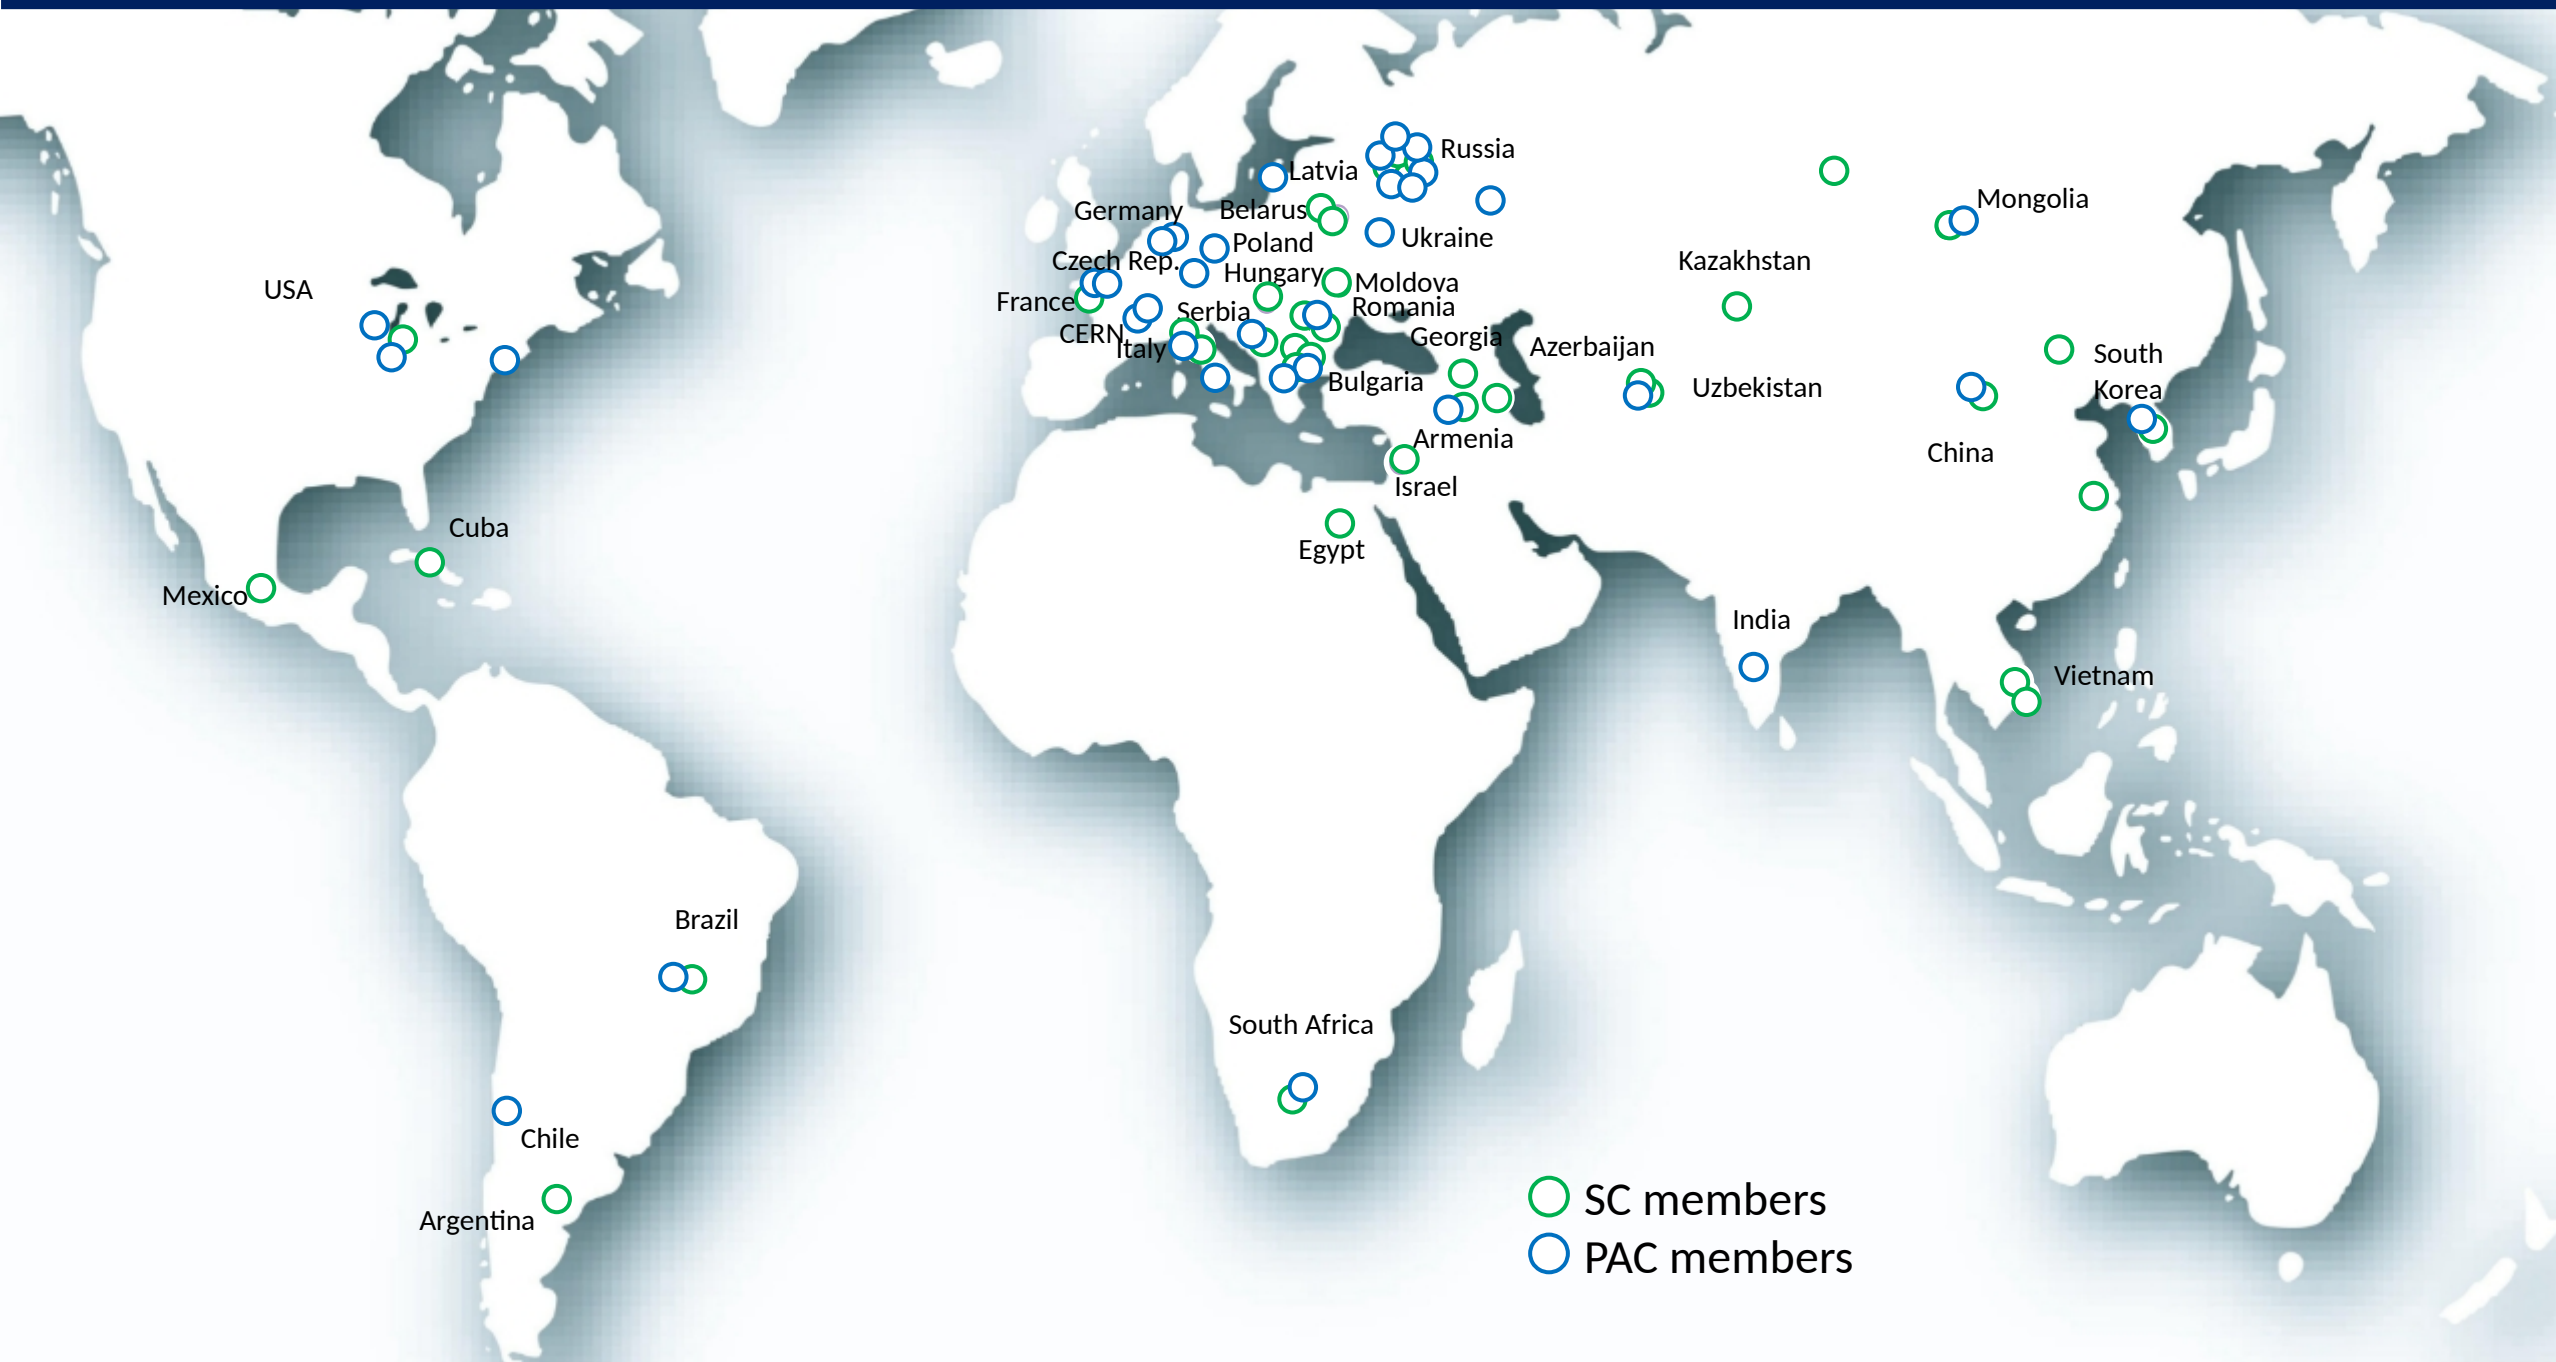 Russia
Latvia
Mongolia
Germany
Belarus
Ukraine
Poland
Czech Rep.
Kazakhstan
Hungary
Moldova
USA
France
Serbia
Romania
CERN
Georgia
Italy
Azerbaijan
South
Korea
Bulgaria
Uzbekistan
Armenia
China
Israel
Cuba
Egypt
Mexico
India
Vietnam
Brazil
South Africa
Chile
Argentina
SC members
PAC members